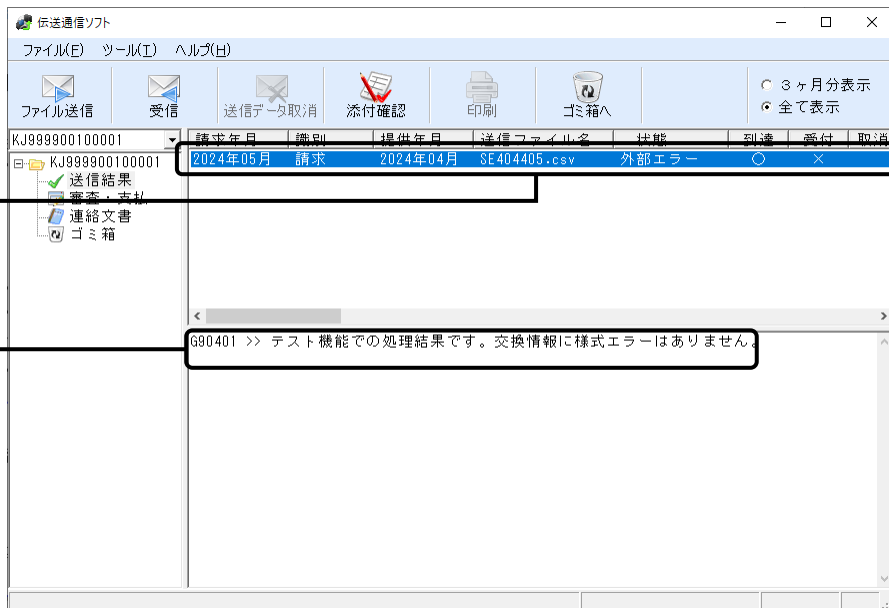 伝送通信ソフト
ファイル(F) ツール(T) ヘルプ(H)
ファイル送信 受信 送信データ取消 添付確認 印刷 ゴミ箱へ
3ヶ月分表示
全て表示
KJ999900100001
請求年月 識別 提供年月 送信ファイル名 状態 到達 受付 取消
2024年05月 請求 2024年04月 SE404405.csv 外部エラー ○ ×
KJ999900100001
送信結果
審査・支払
連絡文書
ゴミ箱
G90401 >> テスト機能での処理結果です。交換情報に様式エラーはありません。